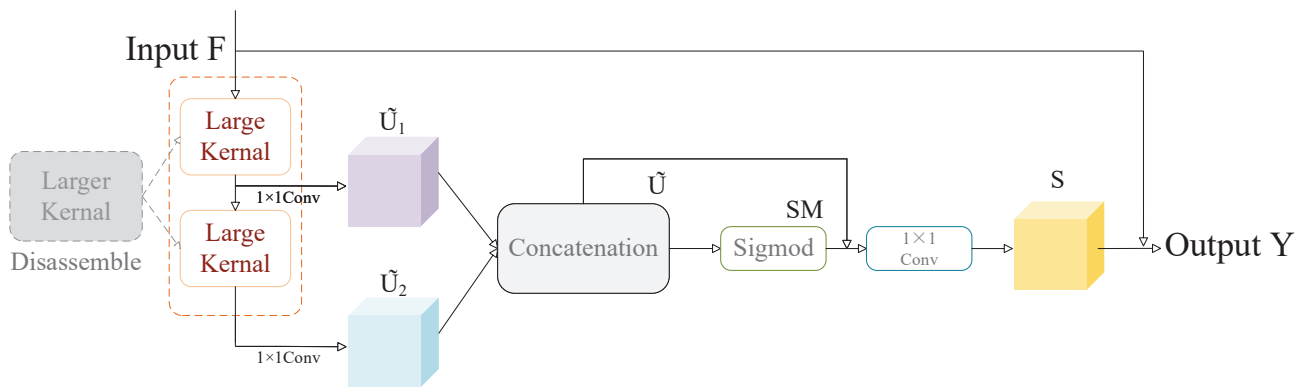 Input F
Large
Kernal
Larger
Kernal
Disassemble
1×1Conv
Large
Kernal
1×1Conv
Ũ1
Ũ2
Concatenation
Ũ
SM
Sigmod
1×1
Conv
S
Output Y